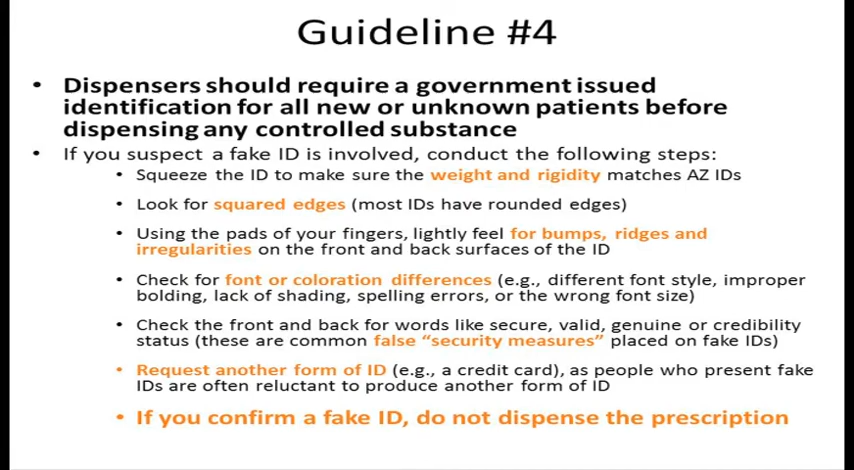 Guideline #4
• Dispensers should require a government issued
identification for all new or unknown patients before
dispensing any controlled substance
• If you suspect a fake ID is involved, conduct the following steps:
• Squeeze the ID to make sure the weight and rigidity matches AZ IDs
• Look for squared edges (most IDs have rounded edges)
• Using the pads of your fingers, lightly feel for bumps, ridges and
irregularities on the front and back surfaces of the ID
• Check for font or coloration differences (e.g., different font style, improper
bolding, lack of shading, spelling errors, or the wrong font size)
• Check the front and back for words like secure, valid, genuine or credibility
status (these are common false “security measures” placed on fake IDs)
• Request another form of ID (e.g., a credit card), as people who present fake
IDs are often reluctant to produce another form of ID
• If you confirm a fake ID, do not dispense the prescription